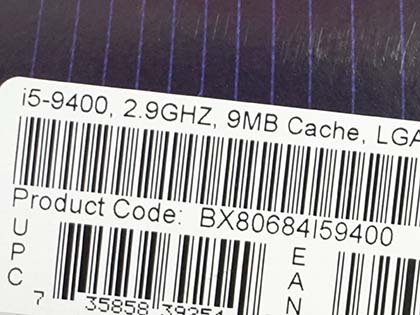 i5-9400, 2.9GHZ, 9MB Cache, LGA
Product Code: BX80684I59400
UPC
EAN
7 35858